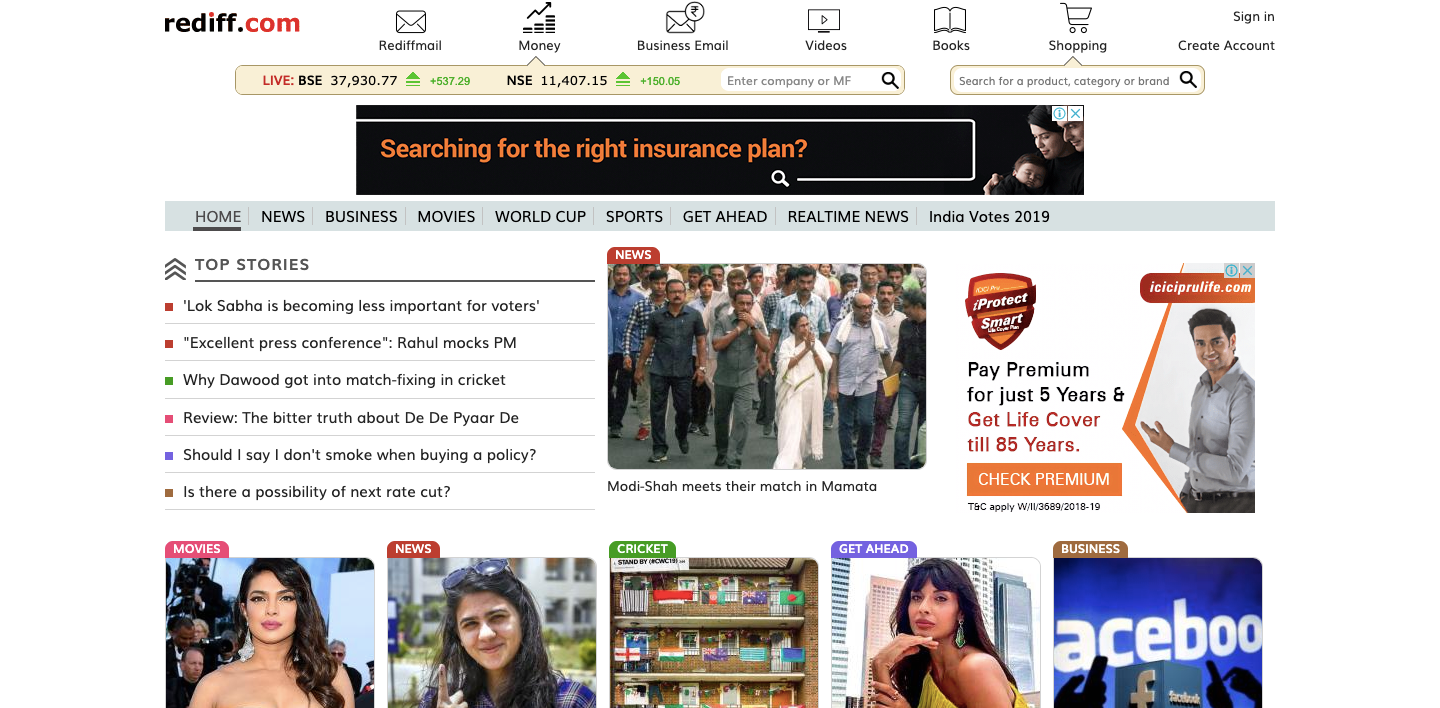 rediff.com
Rediffmail
Money
₹
Business Email
Videos
Books
Shopping
Sign in
Create Account
LIVE: BSE 37,930.77 +537.29 NSE 11,407.15 +150.05
Enter company or MF
Search for a product, category or brand
Searching for the right insurance plan?
HOME NEWS BUSINESS MOVIES WORLD CUP SPORTS GET AHEAD REALTIME NEWS India Votes 2019
TOP STORIES
'Lok Sabha is becoming less important for voters'
"Excellent press conference": Rahul mocks PM
Why Dawood got into match-fixing in cricket
Review: The bitter truth about De De Pyaar De
Should I say I don't smoke when buying a policy?
Is there a possibility of next rate cut?
NEWS
Modi-Shah meets their match in Mamata
ICICI Pru
iProtect
Smart
Life Cover Plan
iciciprulife.com
Pay Premium
for just 5 Years &
Get Life Cover
till 85 Years.
CHECK PREMIUM
T&C apply W/II/3689/2018-19
MOVIES
NEWS
CRICKET
STAND BY (#CWC19)
GET AHEAD
BUSINESS
facebook
facebook